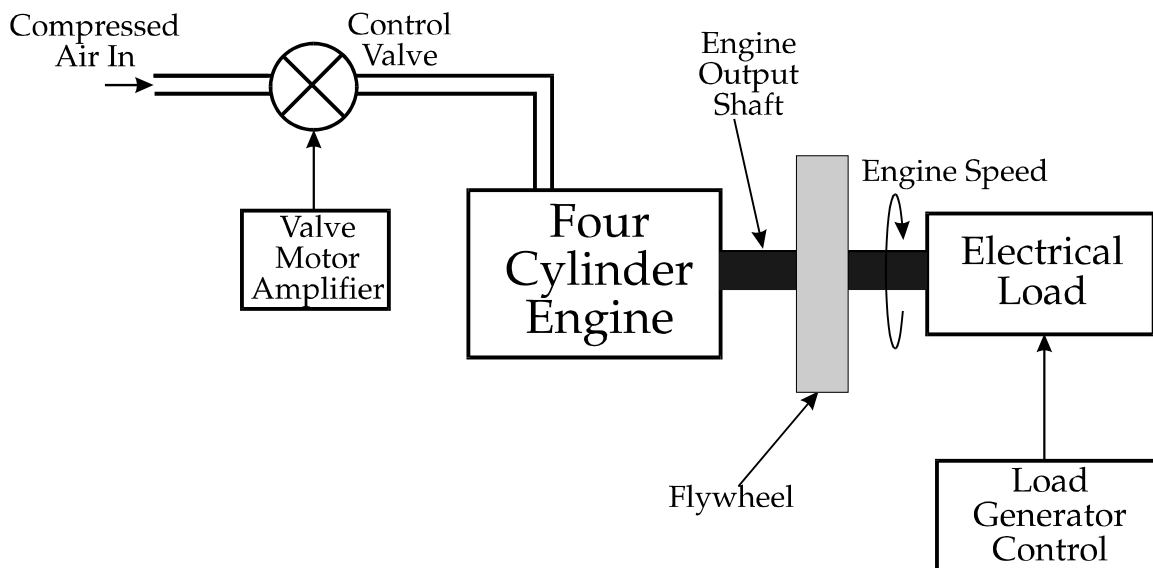 Compressed
Air In
Control
Valve
Engine
Output
Shaft
Engine Speed
Valve
Motor
Amplifier
Four
Cylinder
Engine
Electrical
Load
Flywheel
Load
Generator
Control